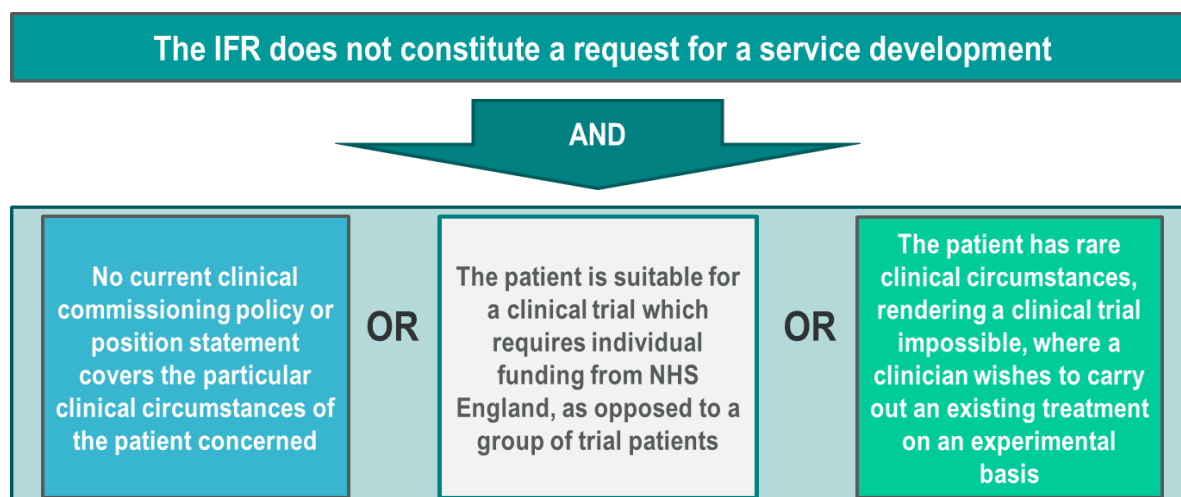 The IFR does not constitute a request for a service development
AND
No current clinical
commissioning policy or
position statement
covers the particular
clinical circumstances of
the patient concerned
OR
The patient is suitable for
a clinical trial which
requires individual
funding from NHS
England, as opposed to a
group of trial patients
OR
The patient has rare
clinical circumstances,
rendering a clinical trial
impossible, where a
clinician wishes to carry
out an existing treatment
on an experimental
basis